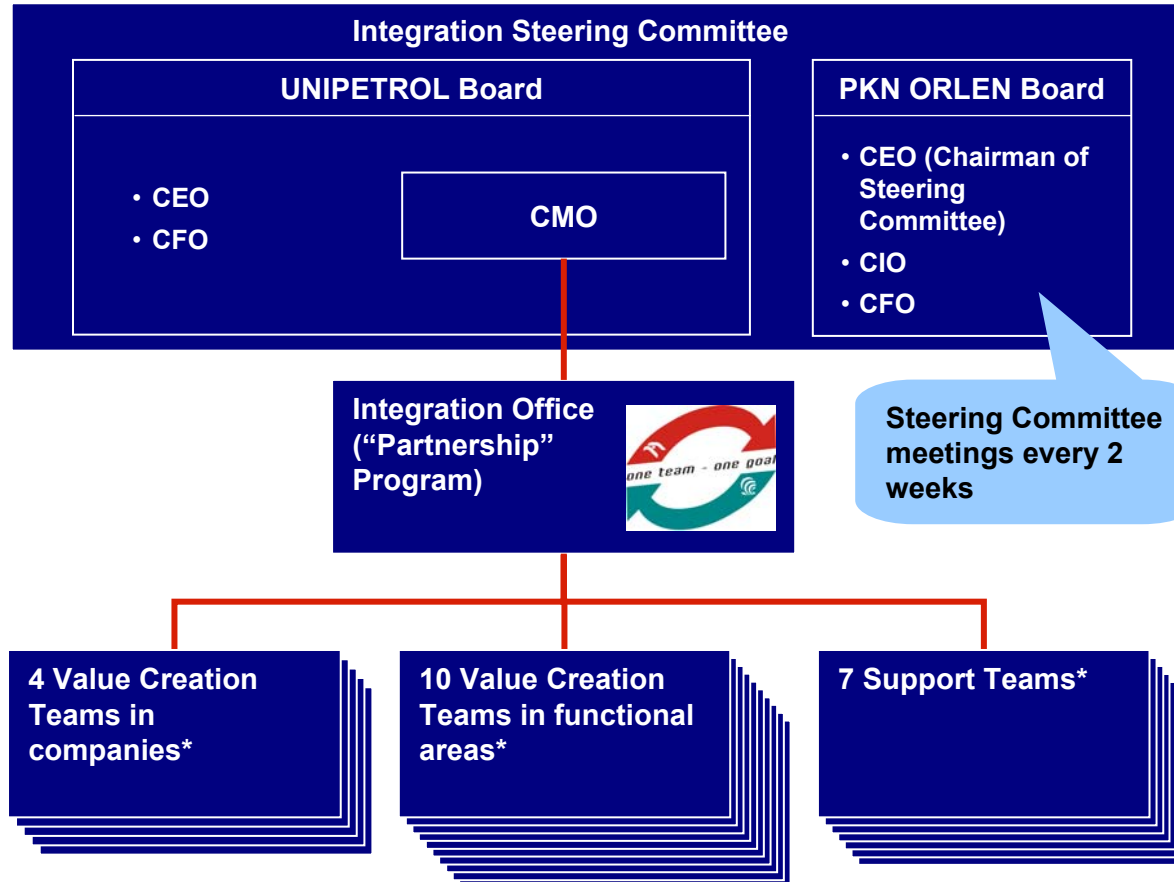 Integration Steering Committee
UNIPETROL Board
• CEO
• CFO
CMO
PKN ORLEN Board
• CEO (Chairman of
Steering
Committee)
• CIO
• CFO
Steering Committee
meetings every 2
weeks
Integration Office
(“Partnership”
Program)
one team - one goal
4 Value Creation
Teams in
companies*
10 Value Creation
Teams in functional
areas*
7 Support Teams*